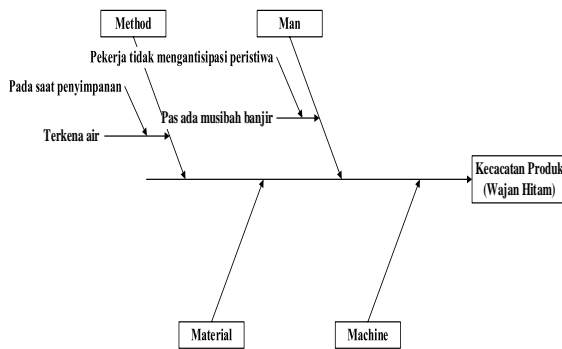 Method
Man
Pekerja tidak mengantisipasi peristiwa
Pada saat penyimpanan
Pas ada musibah banjir
Terkena air
Kecacatan Produk
(Wajan Hitam)
Material
Machine